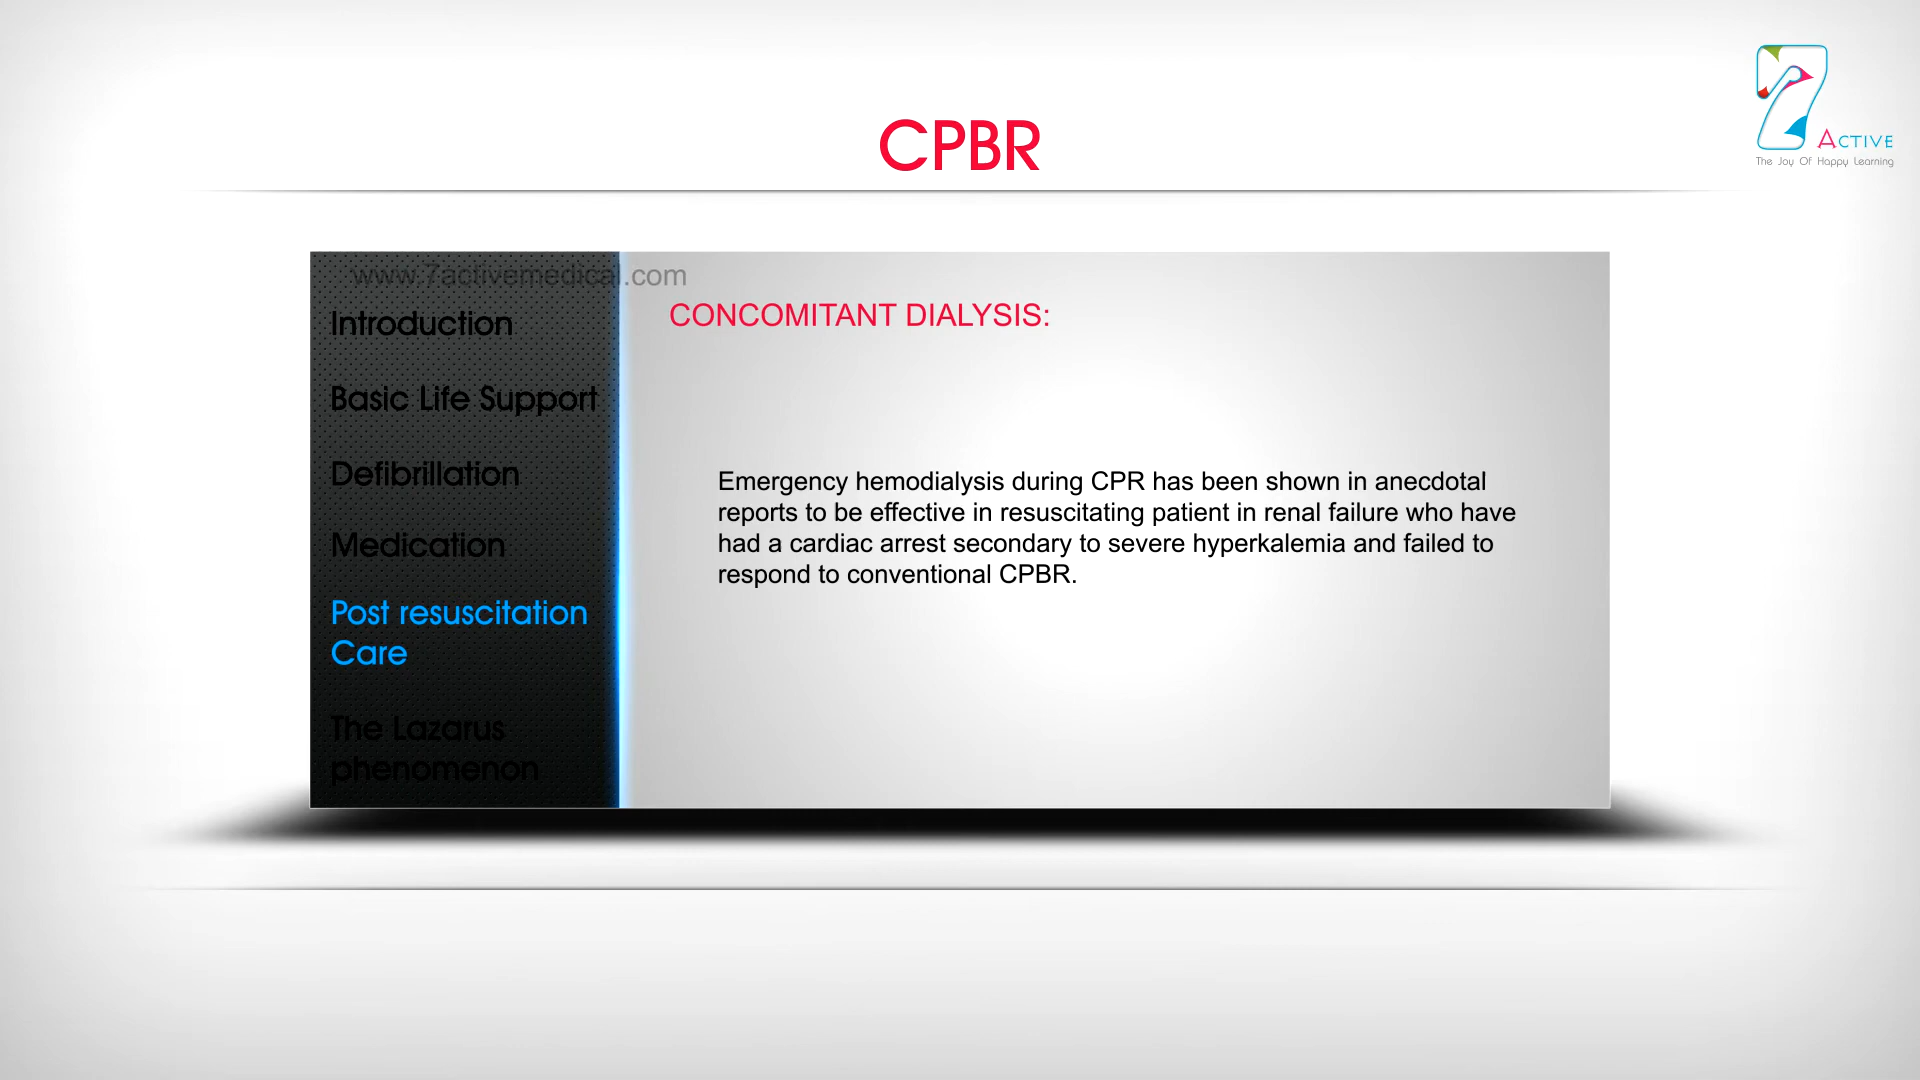 CPBR
ACTIVE
The Joy Of Happy Learning
www.7activemedical.com
Introduction
Basic Life Support
Defibrillation
Medication
Post resuscitation
Care
The Lazarus
phenomenon
CONCOMITANT DIALYSIS:
Emergency hemodialysis during CPR has been shown in anecdotal
reports to be effective in resuscitating patient in renal failure who have
had a cardiac arrest secondary to severe hyperkalemia and failed to
respond to conventional CPBR.